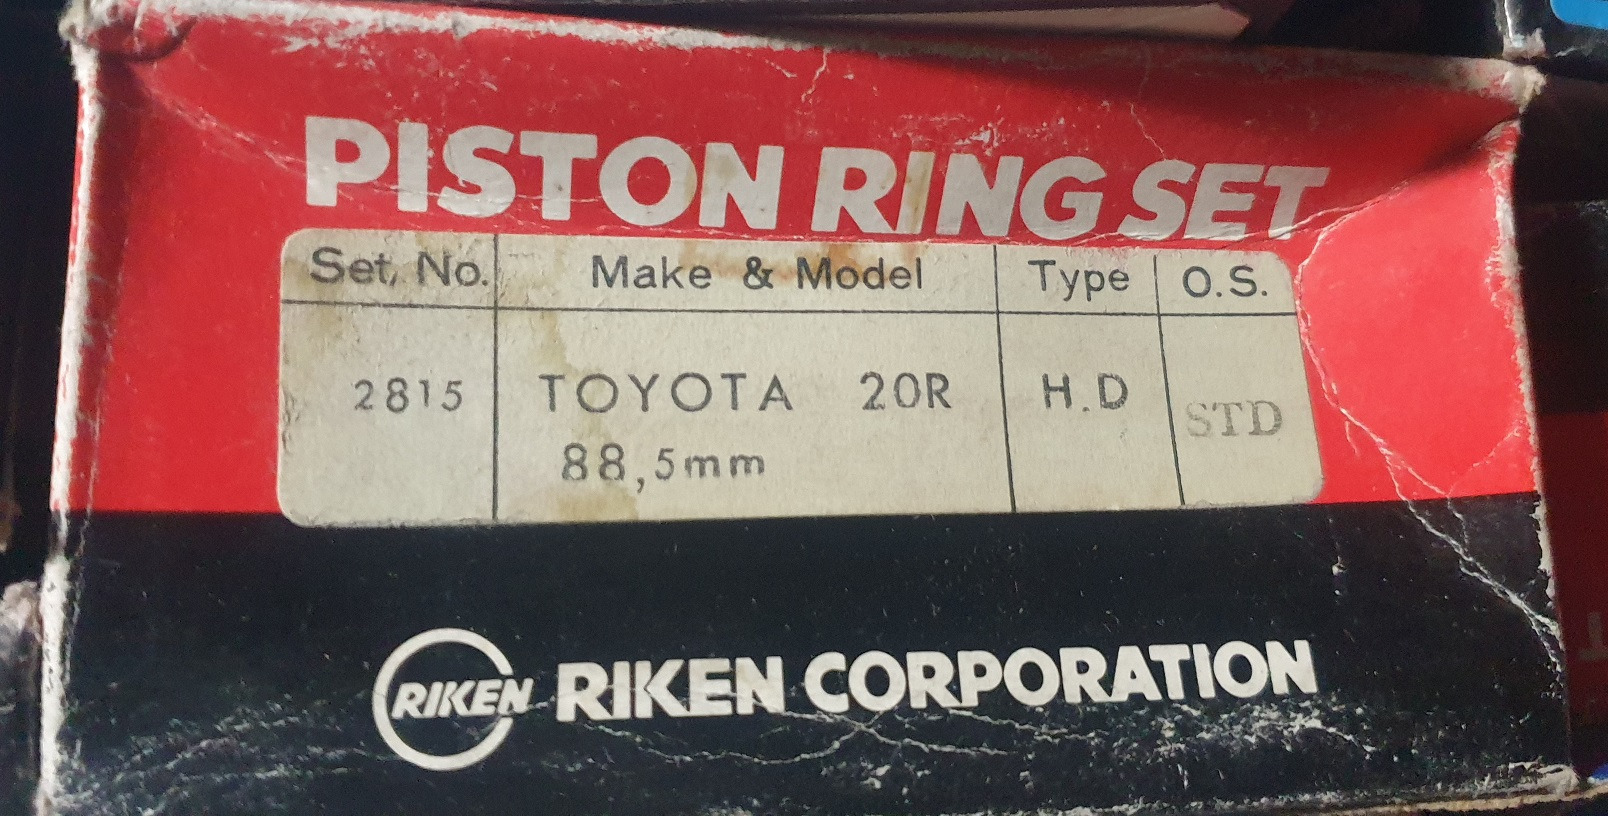 PISTON RING SET
Set. No. Make & Model Type O.S.
2815 TOYOTA 20R H.D STD
88,5mm
RIKEN RIKEN CORPORATION